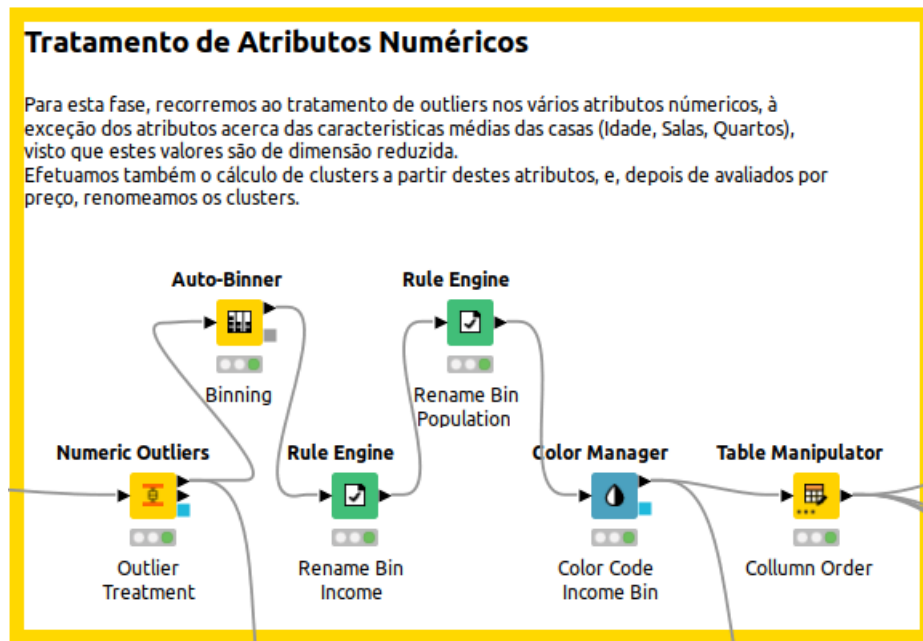 Tratamento de Atributos Numéricos
Para esta fase, recorremos ao tratamento de outliers nos vários atributos númericos, à
exceção dos atributos acerca das caracteristicas médias das casas (Idade, Salas, Quartos),
visto que estes valores são de dimensão reduzida.
Efetuamos também o cálculo de clusters a partir destes atributos, e, depois de avaliados por
preço, renomeamos os clusters.
Auto-Binner
Rule Engine
Binning
Rename Bin
Population
Numeric Outliers
Rule Engine
Color Manager
Table Manipulator
Outlier
Treatment
Rename Bin
Income
Color Code
Income Bin
Collumn Order